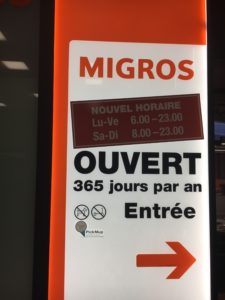 MIGROS
NOUVEL HORAIRE
Lu-Ve 6.00-23.00
Sa-Di 8.00-23.00
OUVERT
365 jours par an
Entrée
PickMup